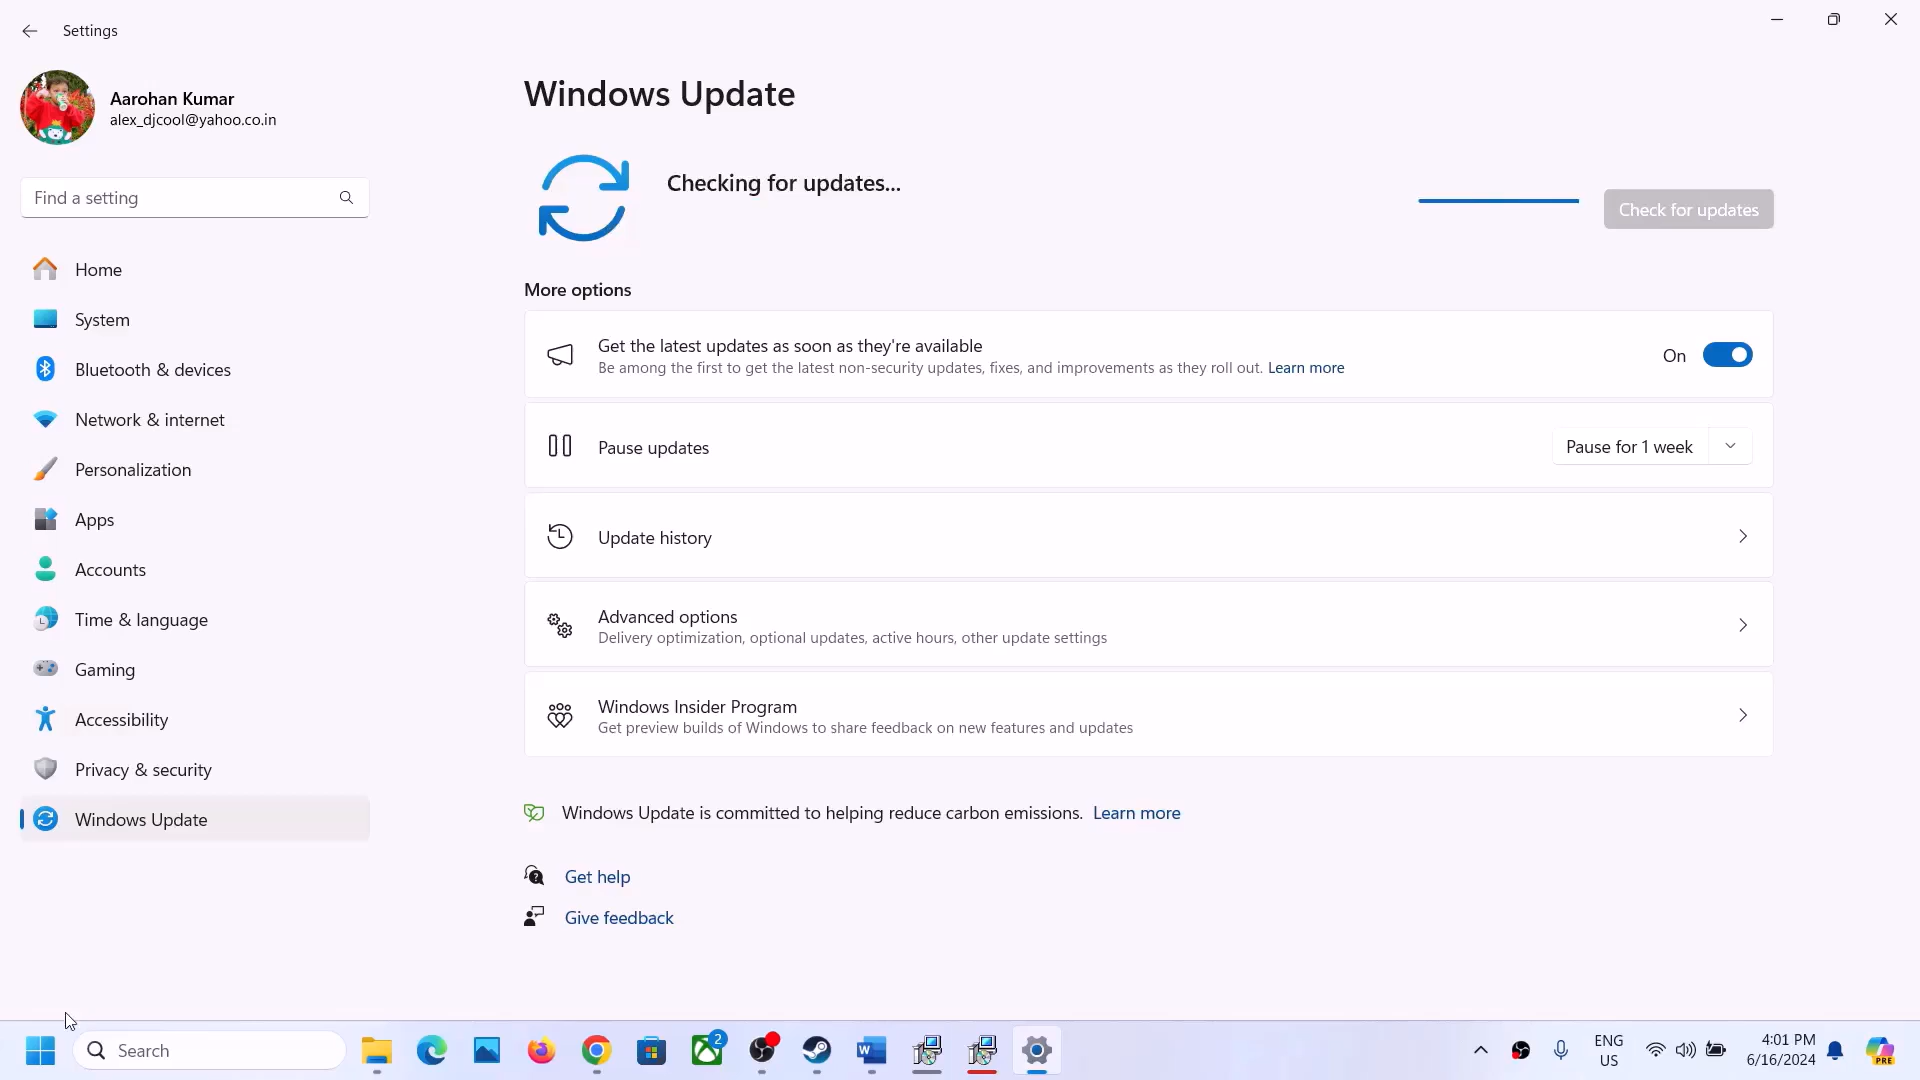 Settings
Aarohan Kumar
alex_djcool@yahoo.co.in
Find a setting
Home
System
Bluetooth & devices
Network & internet
Personalization
Apps
Accounts
Time & language
Gaming
Accessibility
Privacy & security
Windows Update
Windows Update
Checking for updates...
Check for updates
More options
Get the latest updates as soon as they're available
Be among the first to get the latest non-security updates, fixes, and improvements as they roll out. Learn more
On
Pause updates
Pause for 1 week
Update history
Advanced options
Delivery optimization, optional updates, active hours, other update settings
Windows Insider Program
Get preview builds of Windows to share feedback on new features and updates
Windows Update is committed to helping reduce carbon emissions. Learn more
Get help
Give feedback
Search
2
W
ENG
US
4:01 PM
6/16/2024
PRE